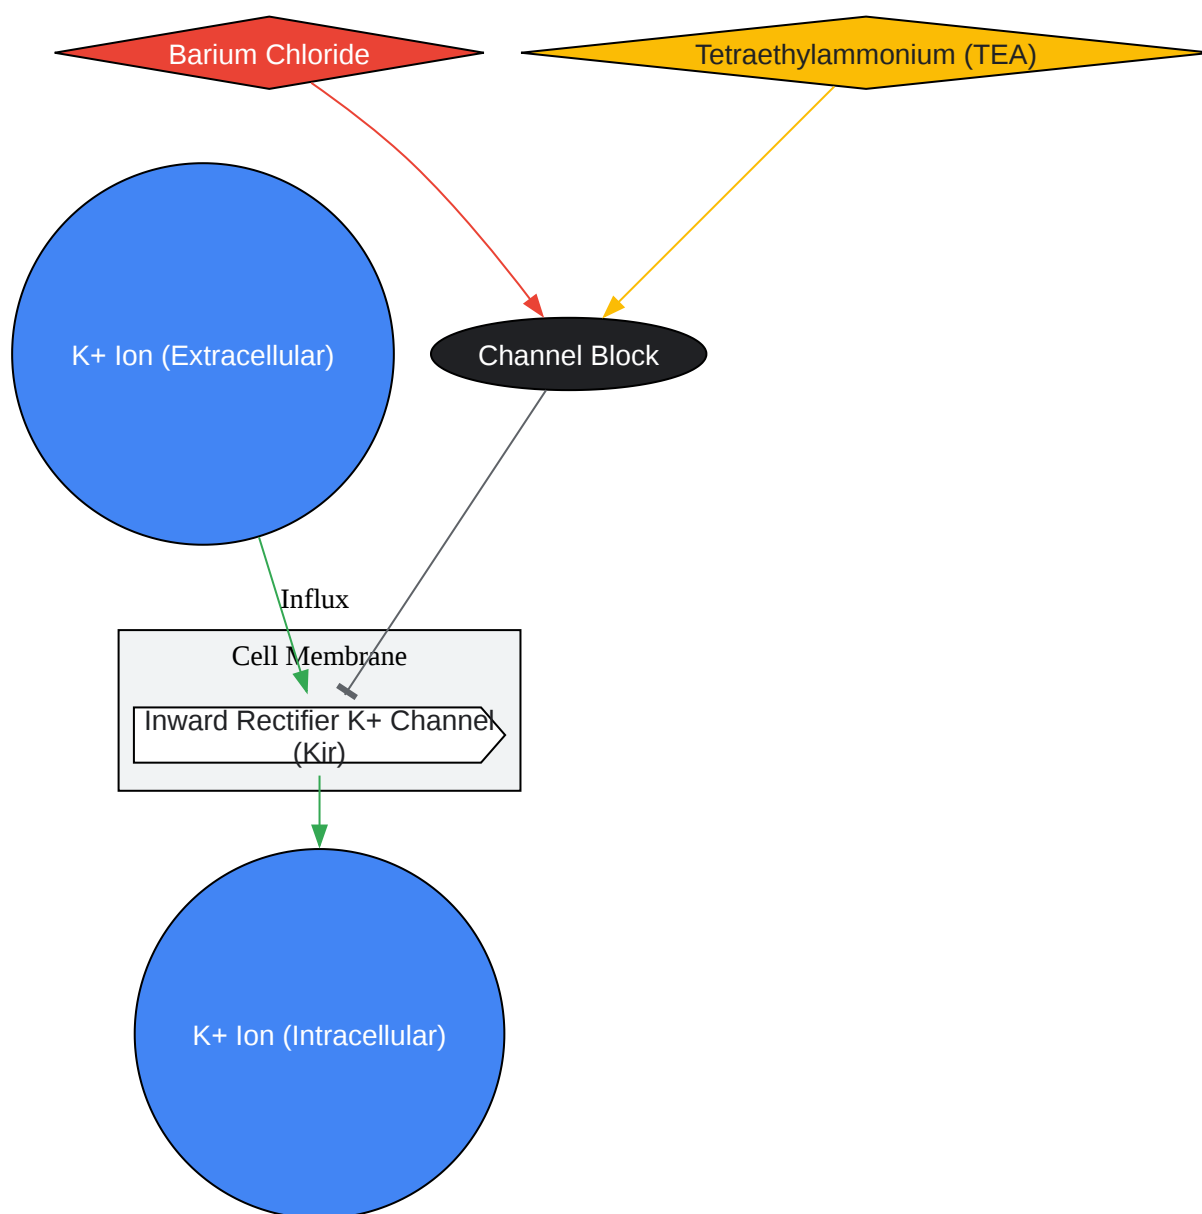 Barium Chloride
Tetraethylammonium (TEA)
K+ Ion (Extracellular)
Channel Block
Influx
Cell Membrane
Inward Rectifier K+ Channel
(Kir)
K+ Ion (Intracellular)